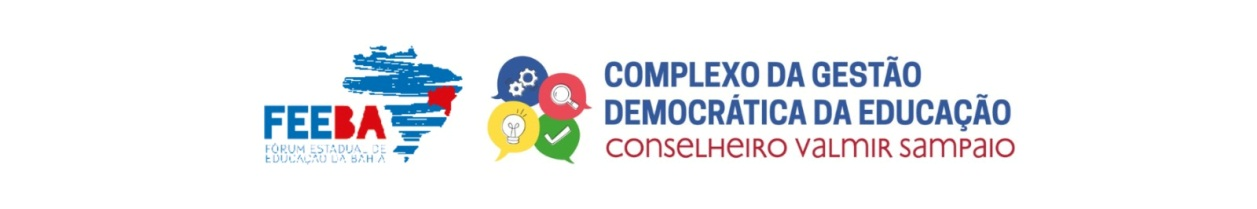 FEEBA
FÓRUM ESTADUAL DE
EDUCAÇÃO DA BAHIA
COMPLEXO DA GESTÃO
DEMOCRÁTICA DA EDUCAÇÃO
CONSELHEIRO VALMIR SAMPAIO